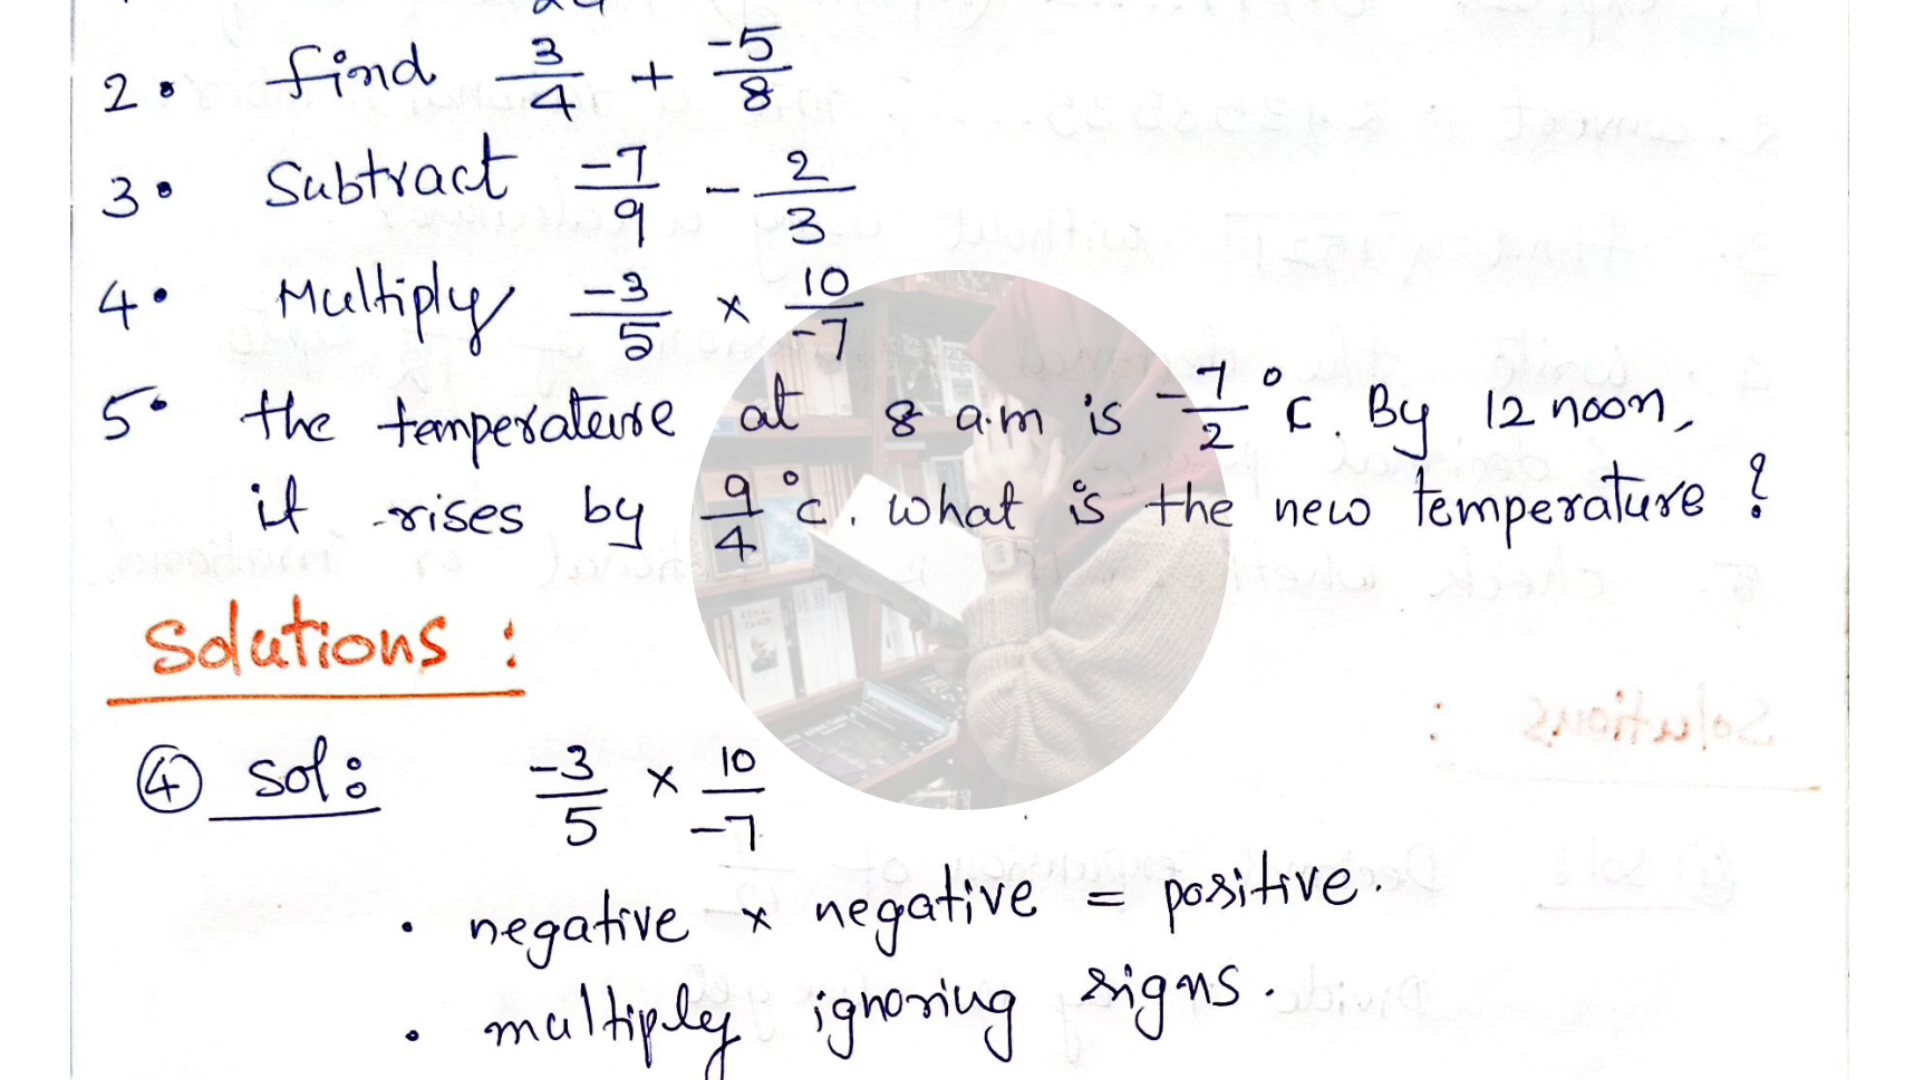 2. find 3/4 + -5/8
3. Subtract -7/9 - 2/3
4. Multiply -3/5 x 10/-7
5. the temperature at 8 a.m is -7/2 °C. By 12 noon,
it rises by 9/4 °c. what is the new temperature?
Solutions :
④ sol: -3/5 x 10/-7
. negative x negative = positive.
. multiply ignoring signs.